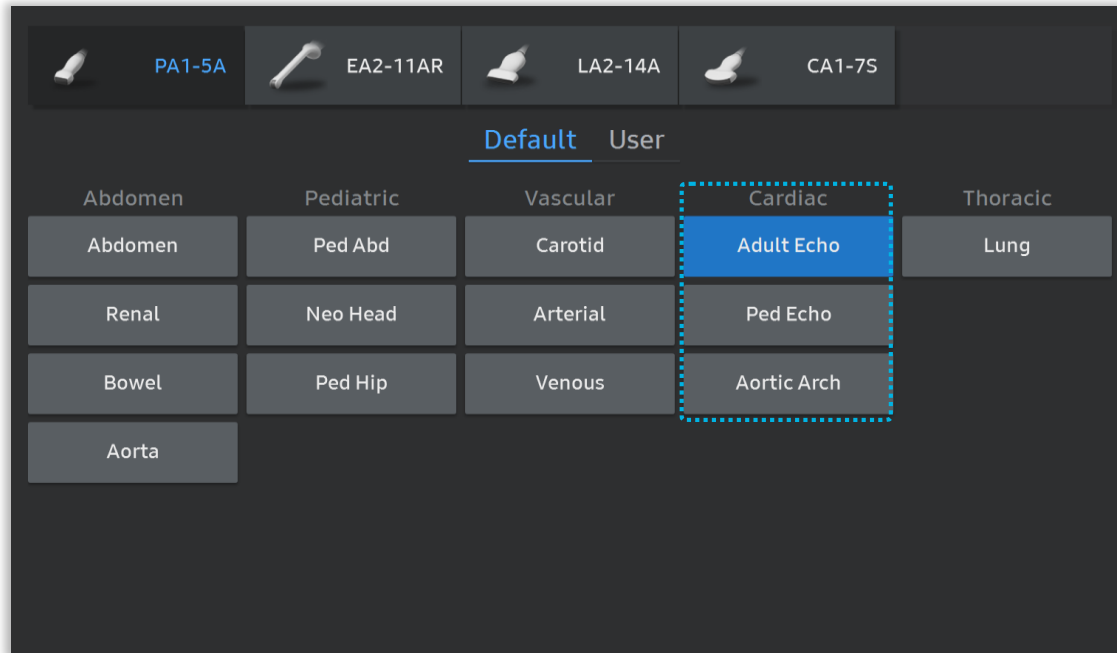 PA1-5A EA2-11AR LA2-14A CA1-7S
Default User
Abdomen Pediatric Vascular Cardiac Thoracic
Abdomen Ped Abd Carotid Adult Echo Lung
Renal Neo Head Arterial Ped Echo
Bowel Ped Hip Venous Aortic Arch
Aorta